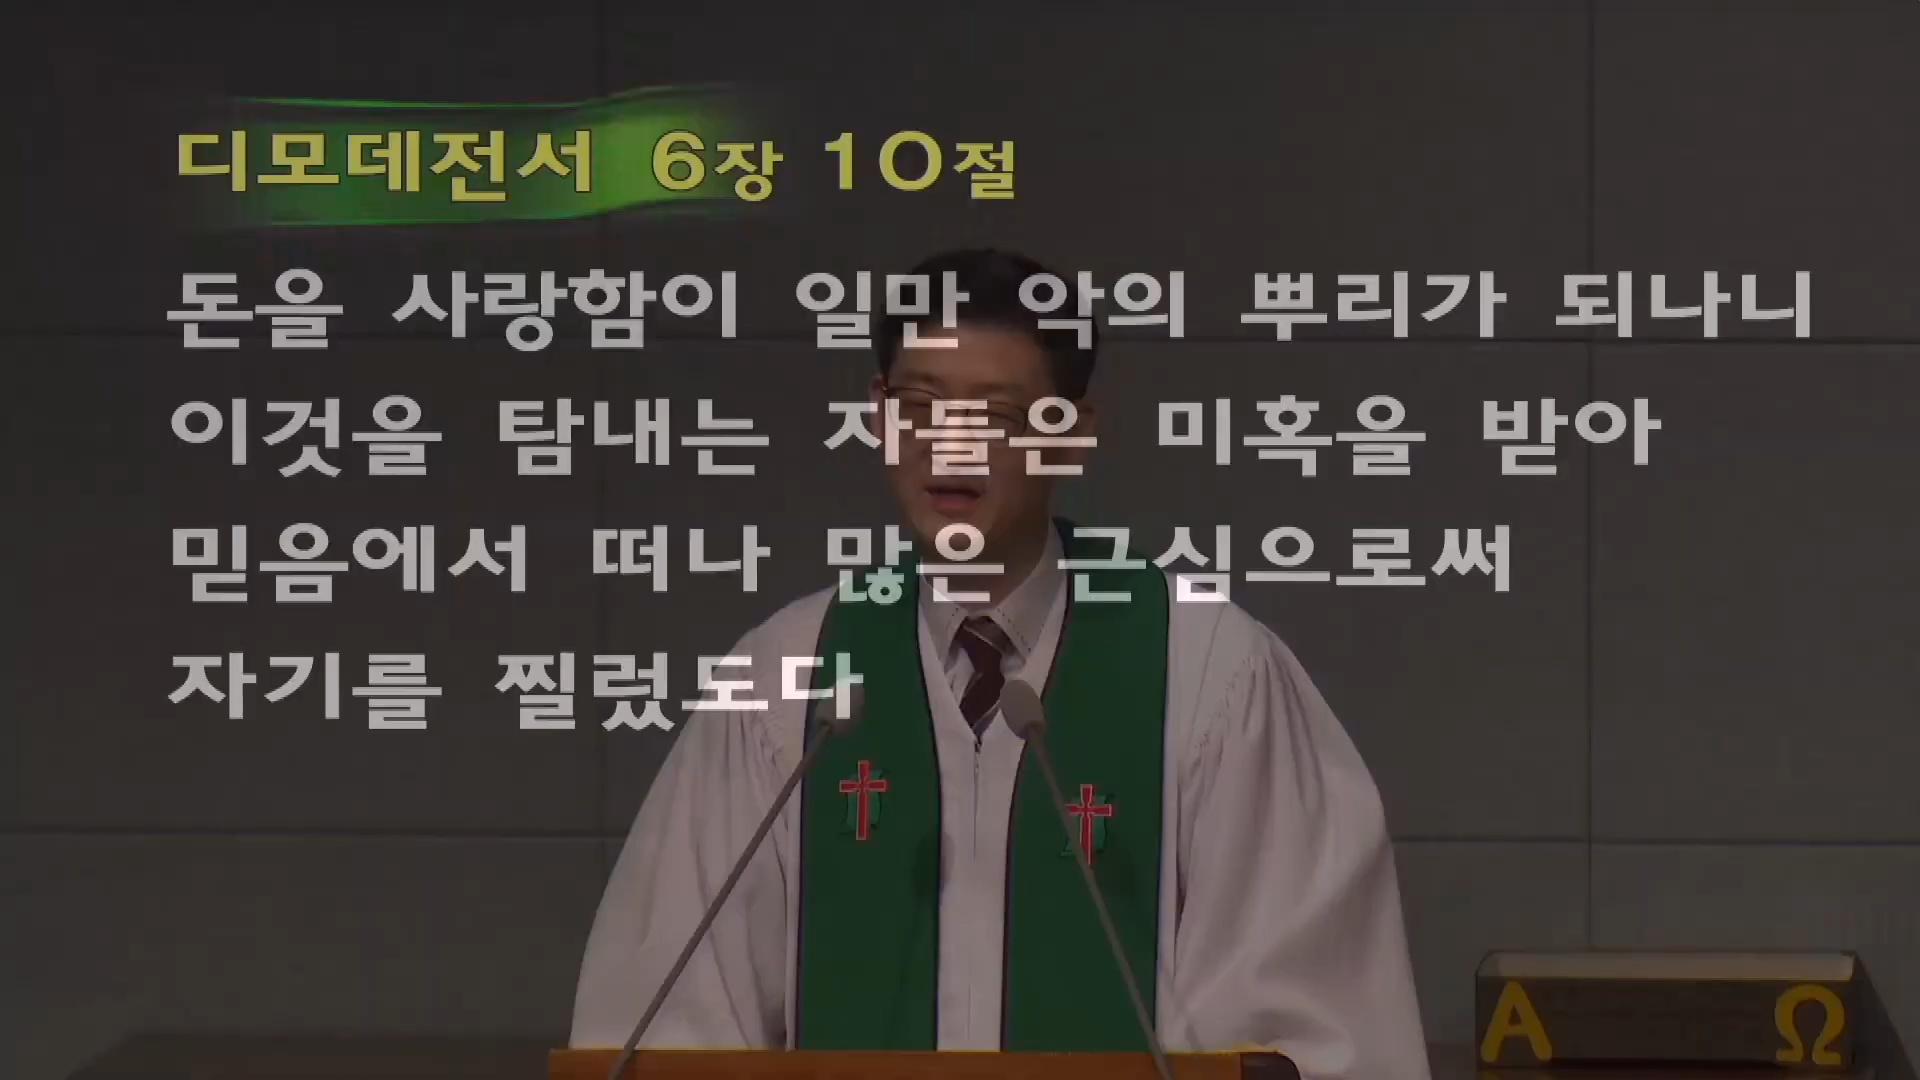 디모데전서 6장 10절
돈을 사랑함이 일만 악의 뿌리가 되나니
이것을 탐내는 자들은 미혹을 받아
믿음에서 떠나 많은 근심으로써
자기를 찔렀도다
Α Ω